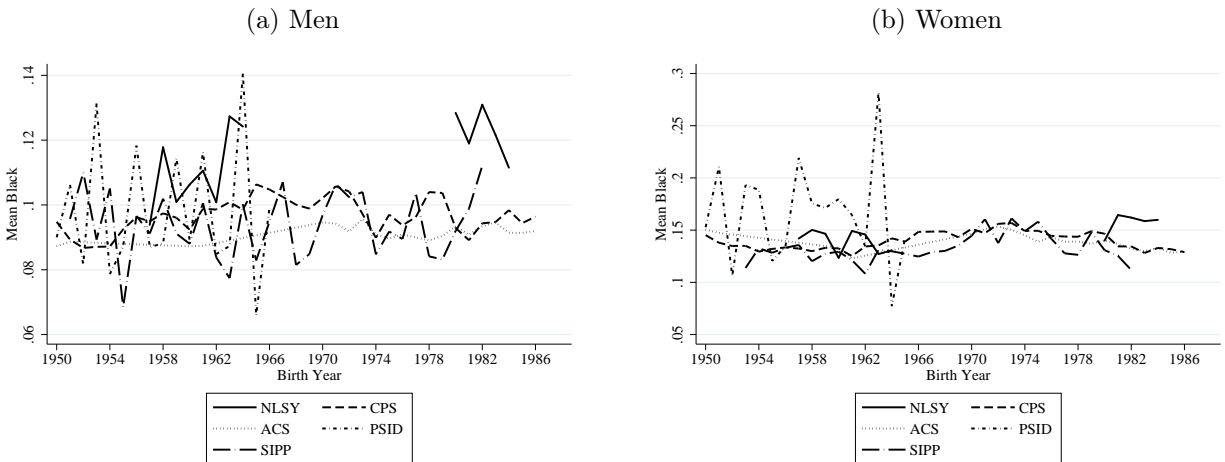 (a) Men
Mean Black
.14
.12
.1
.08
.06
1950 1954 1958 1962 1966 1970 1974 1978 1982 1986
Birth Year
NLSY CPS
ACS PSID
SIPP
(b) Women
Mean Black
.3
.25
.2
.15
.1
.05
1950 1954 1958 1962 1966 1970 1974 1978 1982 1986
Birth Year
NLSY CPS
ACS PSID
SIPP